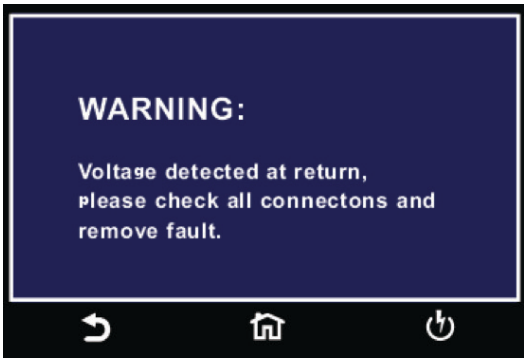 WARNING:
Voltage detected at return,
Please check all connectons and
remove fault.